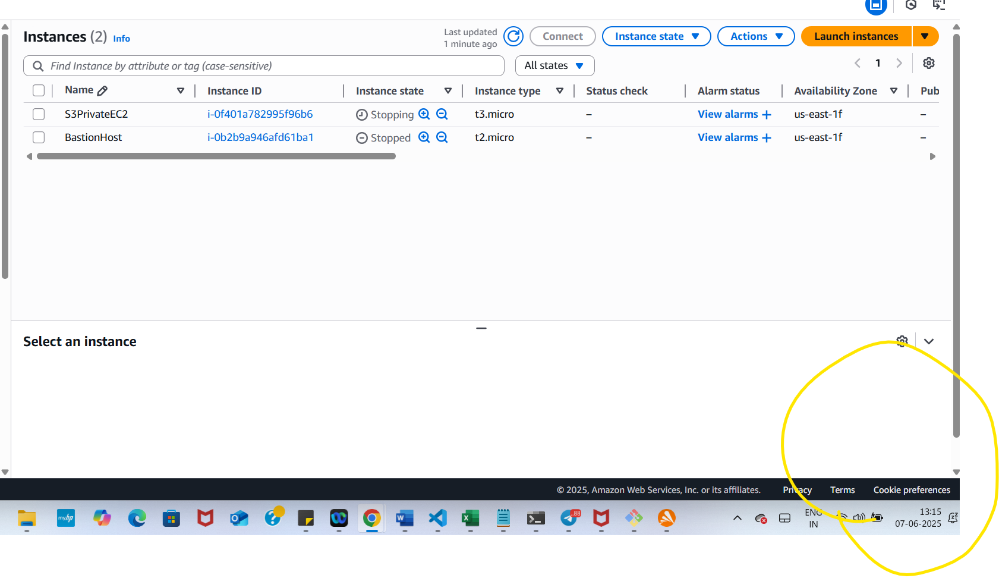 Instances (2) Info
Last updated
1 minute ago
Connect
Instance state
Actions
Launch instances
Find Instance by attribute or tag (case-sensitive)
All states
1
Name Instance ID Instance state Instance type Status check Alarm status Availability Zone Pub
S3PrivateEC2 i-0f401a782995f96b6 Stopping t3.micro – View alarms + us-east-1f –
BastionHost i-0b2b9a946afd61ba1 Stopped t2.micro – View alarms + us-east-1f –
Select an instance
© 2025, Amazon Web Services, Inc. or its affiliates. Privacy Terms Cookie preferences
myhp
.88
ENG
IN
13:15
07-06-2025